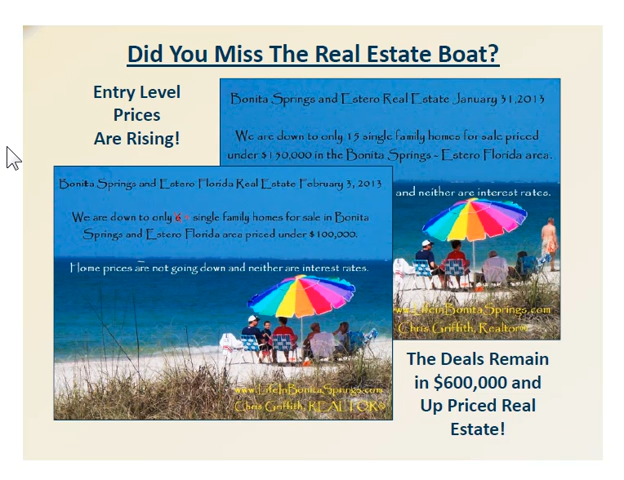 Did You Miss The Real Estate Boat?
Entry Level
Prices
Are Rising!
Bonita Springs and Estero Real Estate January 31,2013
We are down to only 15 single family homes for sale priced
under $150,000 in the Bonita Springs - Estero Florida area.
and neither are interest rates.
www.LifeInBonitaSprings.com
Chris Griffith, Realtor®
Bonita Springs and Estero Florida Real Estate February 3, 2013
We are down to only 6 single family homes for sale in Bonita
Springs and Estero Florida area priced under $100,000.
Home prices are not going down and neither are interest rates.
www.LifeInBonitaSprings.com
Chris Griffith, REALTOR®
The Deals Remain
in $600,000 and
Up Priced Real
Estate!